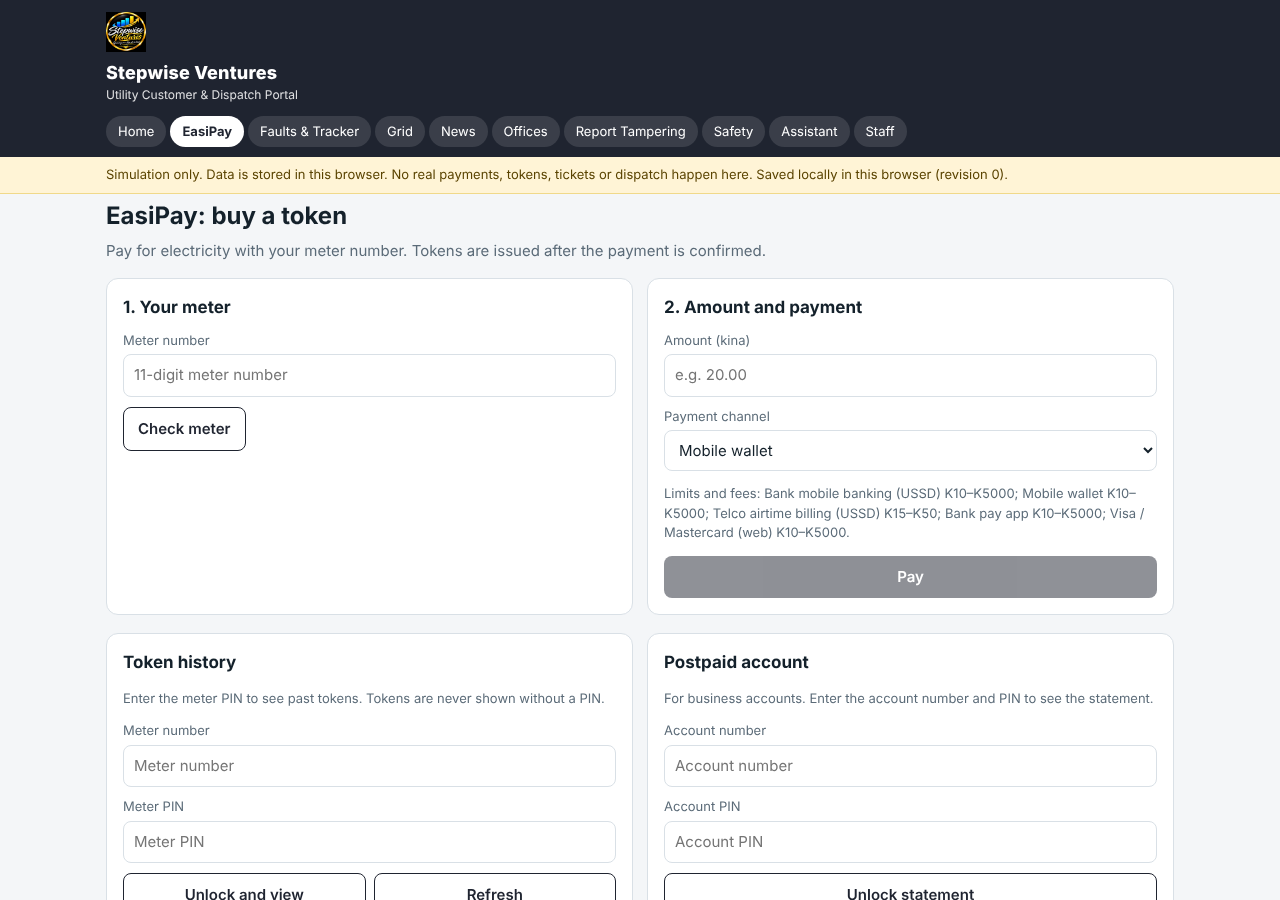 Stepwise
Ventures
Stepwise Ventures
Utility Customer & Dispatch Portal
Home
EasiPay
Faults & Tracker
Grid
News
Offices
Report Tampering
Safety
Assistant
Staff
Simulation only. Data is stored in this browser. No real payments, tokens, tickets or dispatch happen here. Saved locally in this browser (revision 0).
EasiPay: buy a token
Pay for electricity with your meter number. Tokens are issued after the payment is confirmed.
1. Your meter
Meter number
11-digit meter number
Check meter
2. Amount and payment
Amount (kina)
e.g. 20.00
Payment channel
Mobile wallet
Limits and fees: Bank mobile banking (USSD) K10–K5000; Mobile wallet K10–
K5000; Telco airtime billing (USSD) K15–K50; Bank pay app K10–K5000; Visa /
Mastercard (web) K10–K5000.
Pay
Token history
Enter the meter PIN to see past tokens. Tokens are never shown without a PIN.
Meter number
Meter number
Meter PIN
Meter PIN
Unlock and view
Refresh
Postpaid account
For business accounts. Enter the account number and PIN to see the statement.
Account number
Account number
Account PIN
Account PIN
Unlock statement